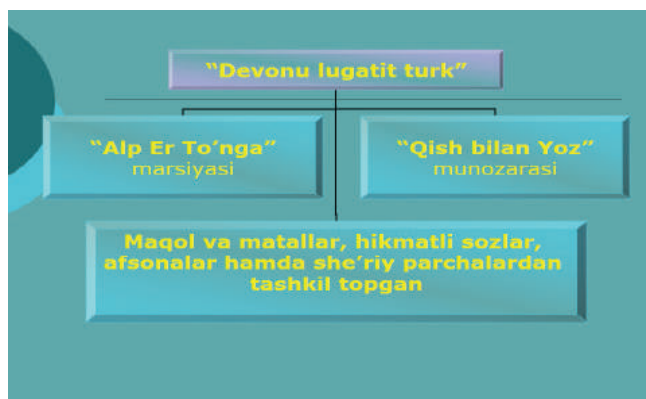 “Devonu lugatit turk”
“Alp Er To’nga”
marsiyasi
“Qish bilan Yoz”
munozarasi
Maqol va matallar, hikmatli sozlar,
afsonalar hamda she’riy parchalardan
tashkil topgan